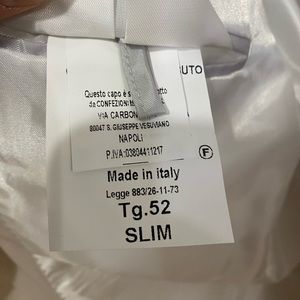 Questo capo è
da CONFEZIONI
VIA CARBON
80047 S. GIUSEPPE VESUVIANO
NAPOLI
P.IVA:03804411217
F
Made in italy
Legge 883/26-11-73
Tg.52
SLIM